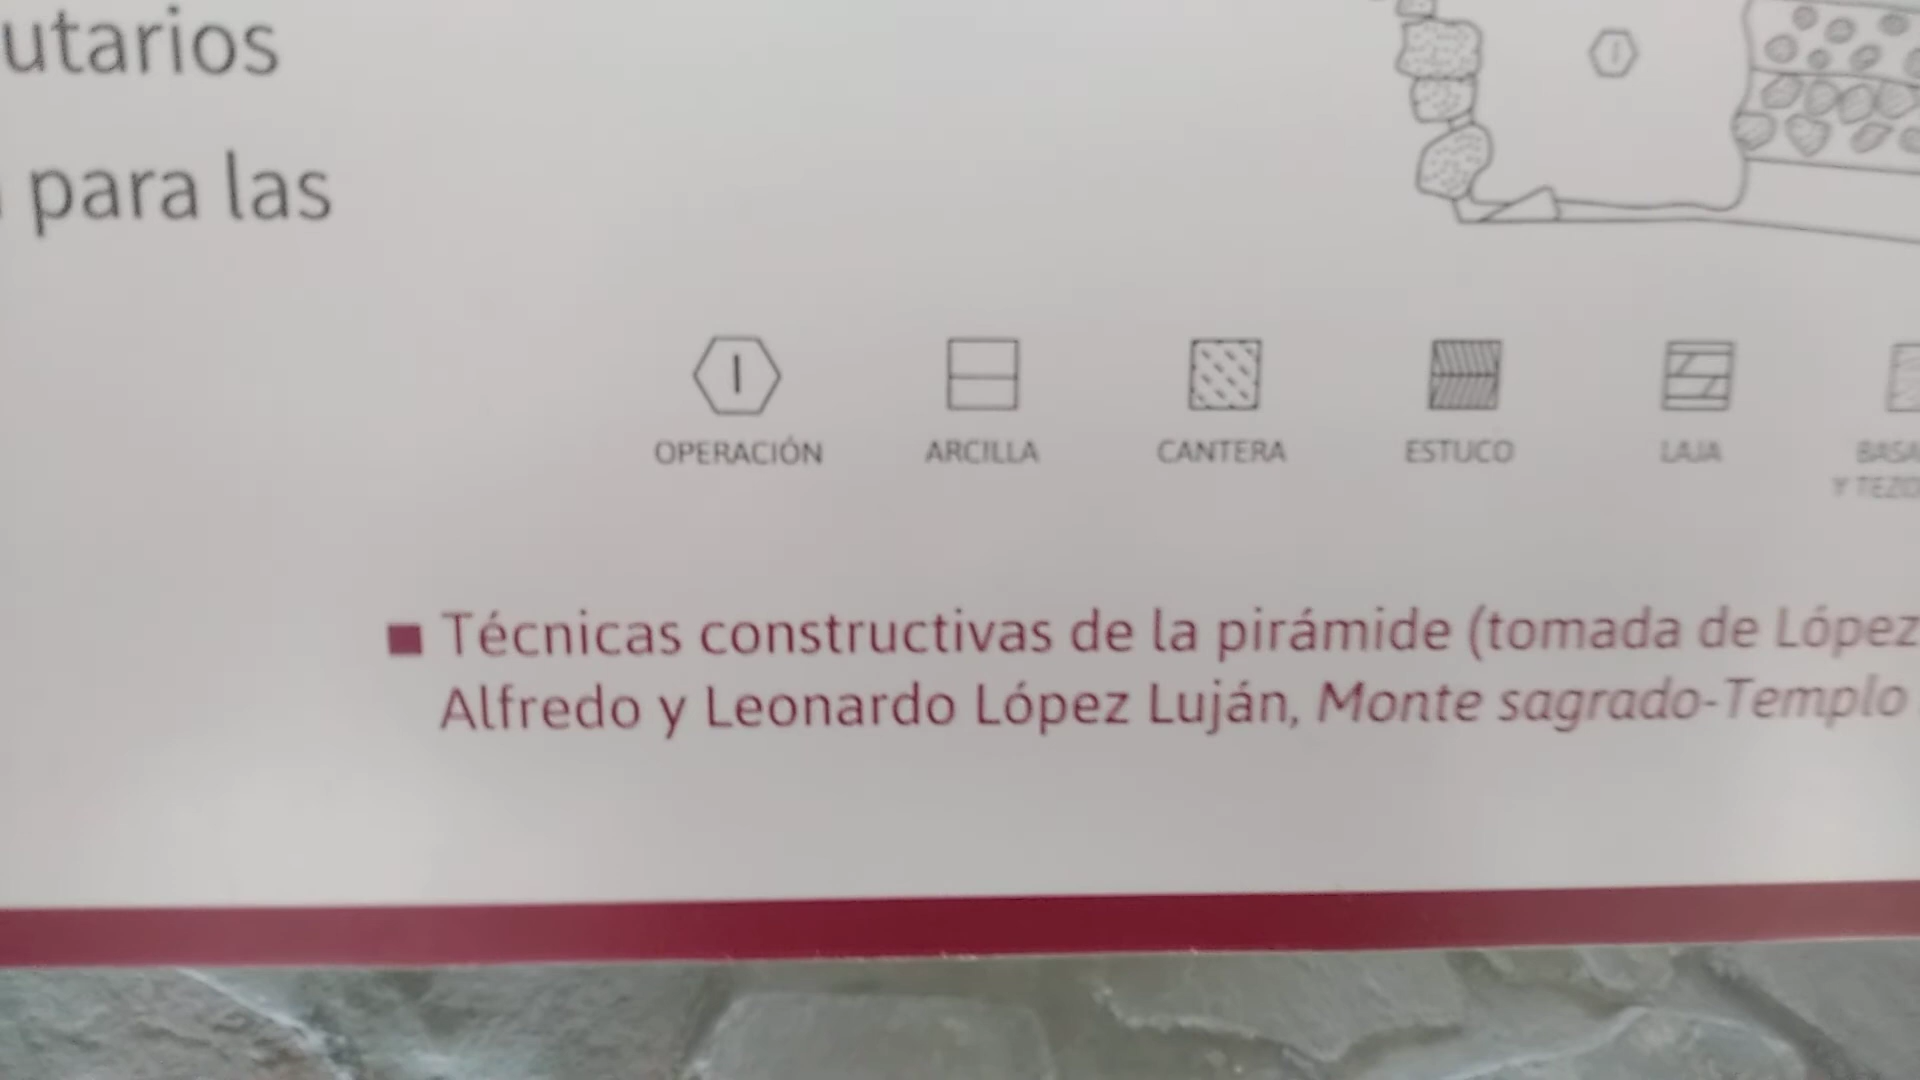 para las
I
OPERACIÓN
ARCILLA
CANTERA
ESTUCO
LAJA
Y
■ Técnicas constructivas de la pirámide (tomada de López
Alfredo y Leonardo López Luján, Monte sagrado-Templo